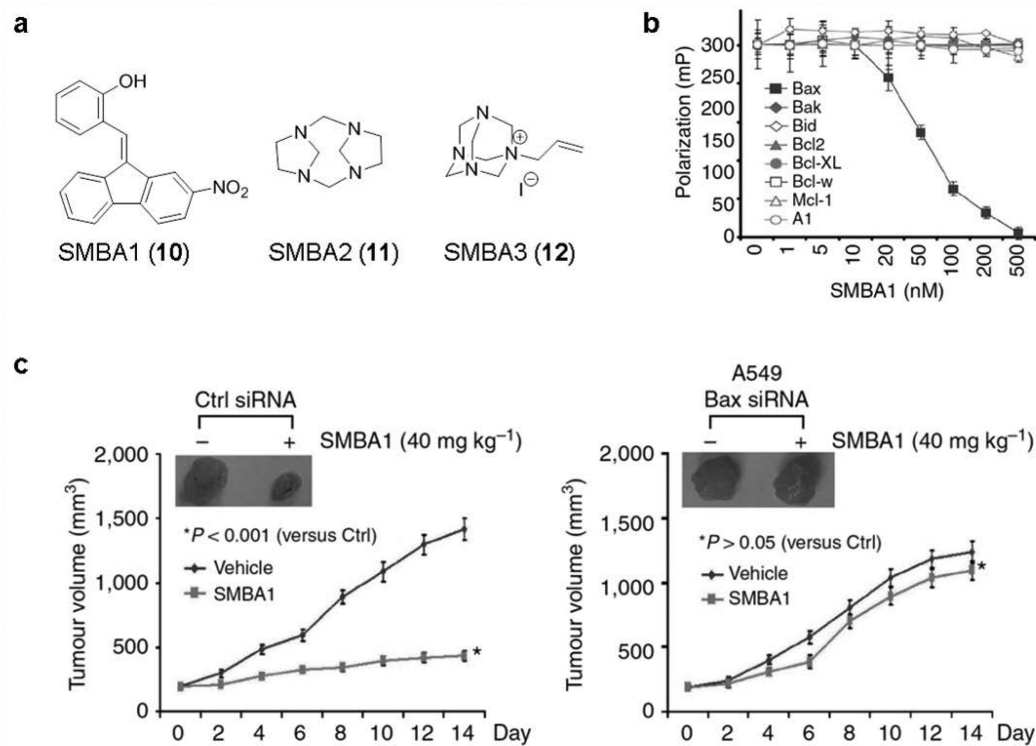 a
OH
NO2
SMBA1 (10)
N
N
N
N
SMBA2 (11)
N
N
N
N
⊕
I⊖
SMBA3 (12)
b
Polarization (mP)
300
250
200
150
100
50
0
Bax
Bak
Bid
Bcl2
Bcl-XL
Bcl-w
Mcl-1
A1
0
1
5
10
20
50
100
200
500
SMBA1 (nM)
c
Ctrl siRNA
– + SMBA1 (40 mg kg−1)
Tumour volume (mm3)
2,000
1,500
1,000
500
0
*P < 0.001 (versus Ctrl)
Vehicle
SMBA1
*
0 2 4 6 8 10 12 14 Day
A549
Bax siRNA
– + SMBA1 (40 mg kg−1)
Tumour volume (mm3)
2,000
1,500
1,000
500
0
*P > 0.05 (versus Ctrl)
Vehicle
SMBA1
*
0 2 4 6 8 10 12 14 Day